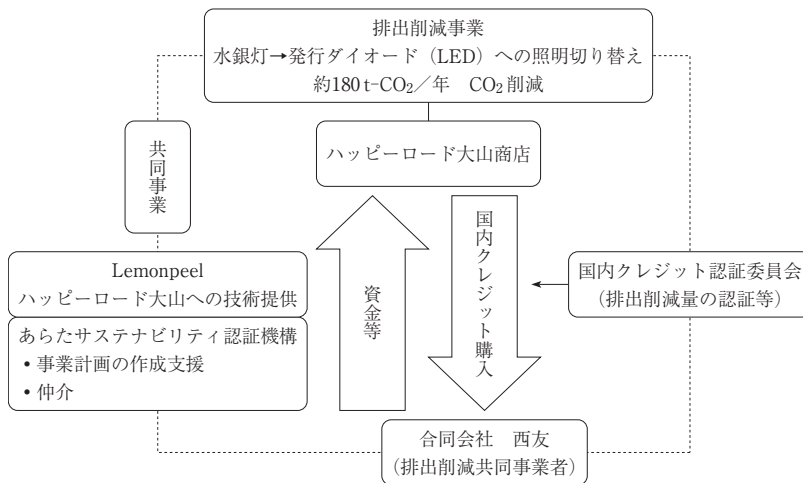 排出削減事業
水銀灯→発行ダイオード（LED）への照明切り替え
約180 t-CO₂／年　CO₂削減
ハッピーロード大山商店
共同事業
Lemonpeel
ハッピーロード大山への技術提供
あらたサステナビリティ認証機構
• 事業計画の作成支援
• 仲介
資金等
国内クレジット購入
国内クレジット認証委員会
（排出削減量の認証等）
合同会社　西友
（排出削減共同事業者）